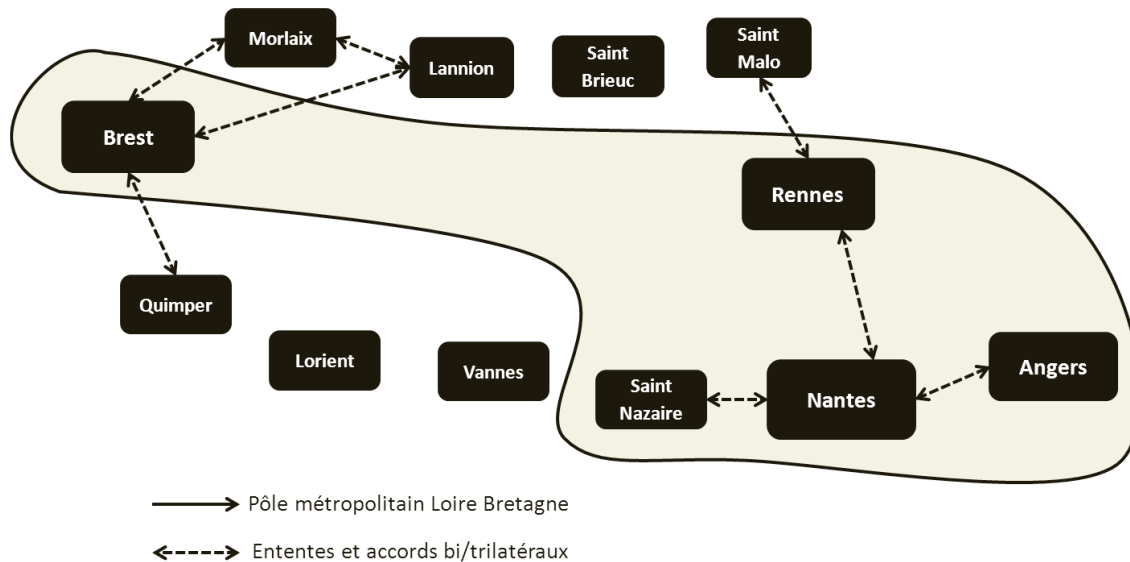 Morlaix
Lannion
Saint
Brieuc
Saint
Malo
Brest
Rennes
Quimper
Lorient
Vannes
Saint
Nazaire
Nantes
Angers
Pôle métropolitain Loire Bretagne
Ententes et accords bi/trilatéraux